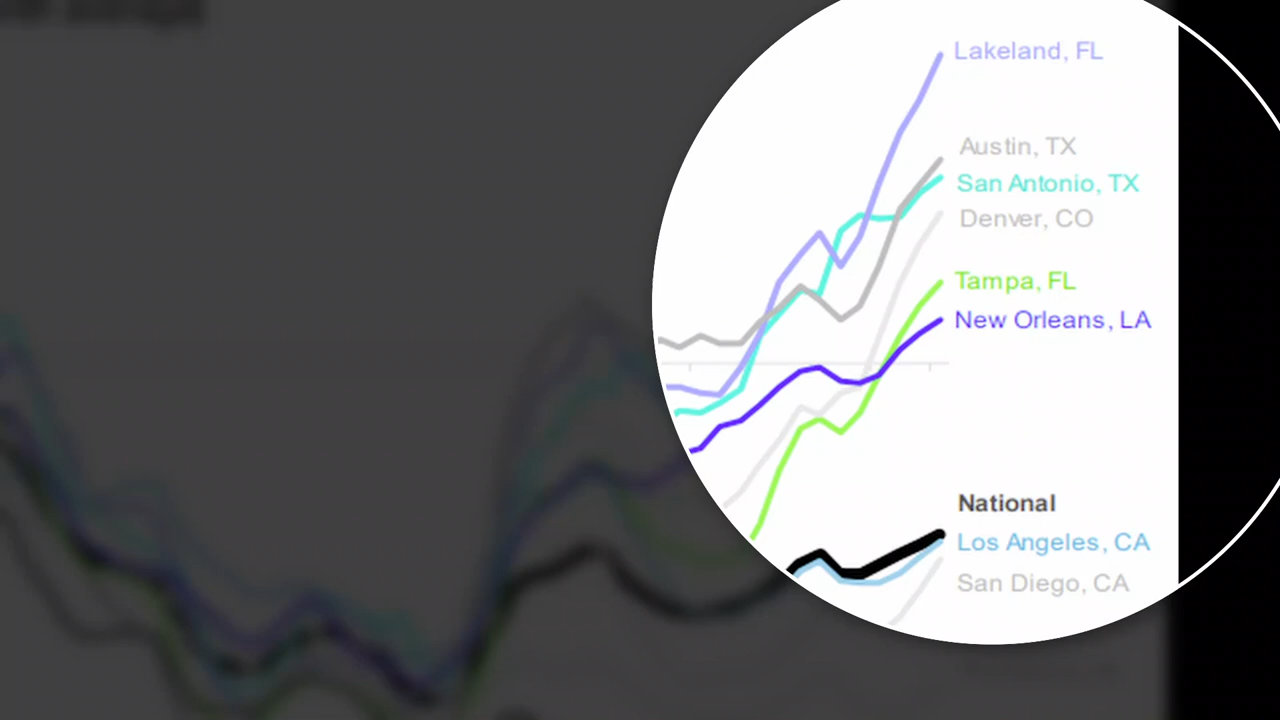 Lakeland, FL
Austin, TX
San Antonio, TX
Denver, CO
Tampa, FL
New Orleans, LA
National
Los Angeles, CA
San Diego, CA